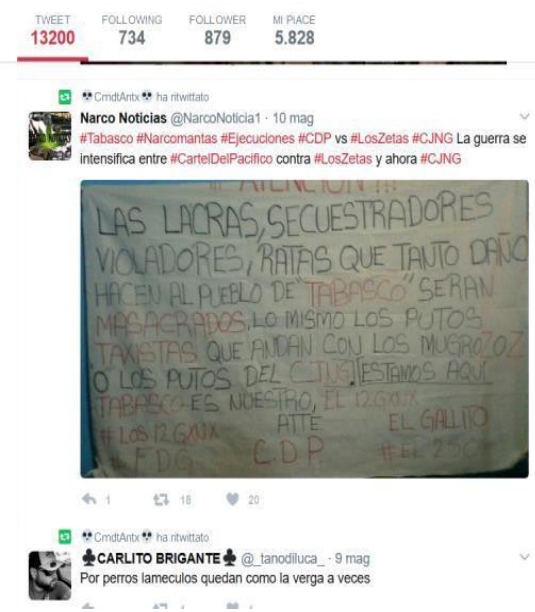 TWEET FOLLOWING FOLLOWER MI PIACE
13200 734 879 5.828
CmdtAntx ha ritwittato
Narco Noticias @NarcoNoticia1 · 10 mag
#Tabasco #Narcomantas #Ejecuciones #CDP vs #LosZetas #CJNG La guerra se
intensifica entre #CartelDelPacifico contra #LosZetas y ahora #CJNG
!!! ATENCION !!!
LAS LACRAS, SECUESTRADORES
VIOLADORES, RATAS QUE TANTO DAÑO
HACEN AL PUEBLO DE "TABASCO" SERAN
MASACRADOS, LO MISMO LOS PUTOS
TAXISTAS QUE ANDAN CON LOS MUGROZOZ
O LOS PUTOS DEL CJNG ESTAMOS AQUI
TABASCO ES NUESTRO, EL 12
ATTE EL GALLITO
# LOS 12
FDG C.D.P. # EL 250
1 18 20
CmdtAntx ha ritwittato
CARLITO BRIGANTE @_tanodiluca_ · 9 mag
Por perros lameculos quedan como la verga a veces